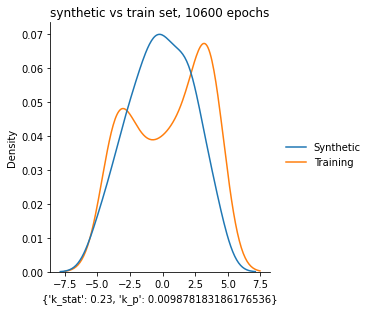 synthetic vs train set, 10600 epochs
0.07
0.06
0.05
0.04
0.03
0.02
0.01
0.00
Density
−7.5 −5.0 −2.5 0.0 2.5 5.0 7.5
{'k_stat': 0.23, 'k_p': 0.009878183186176536}
Synthetic
Training